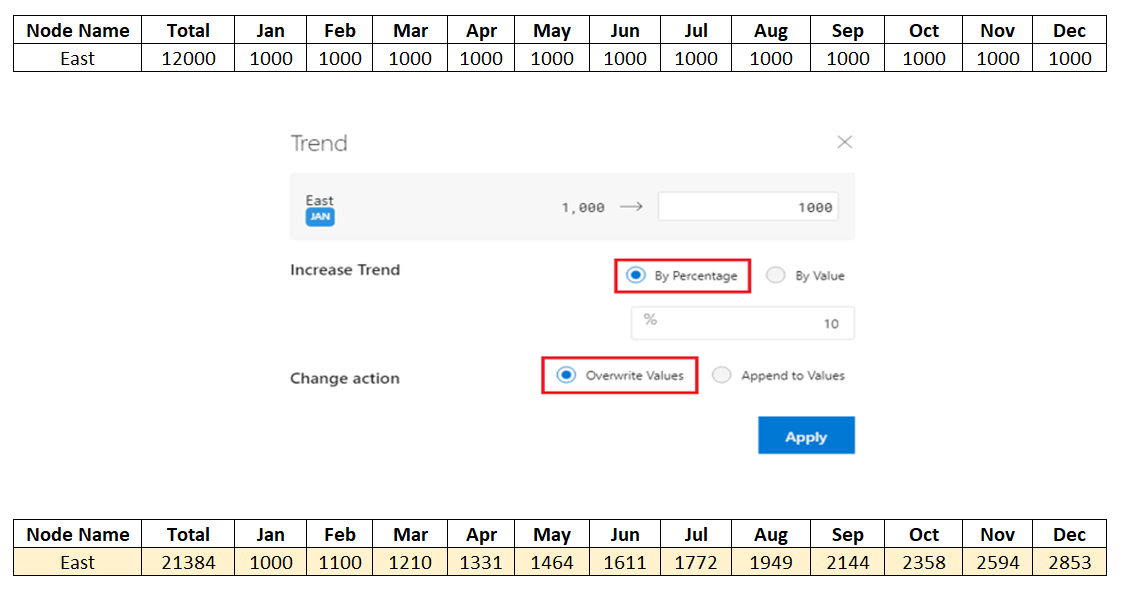 Node Name Total Jan Feb Mar Apr May Jun Jul Aug Sep Oct Nov Dec
East 12000 1000 1000 1000 1000 1000 1000 1000 1000 1000 1000 1000 1000
Trend
East 1,000 1000
JAN
Increase Trend By Percentage By Value
% 10
Change action Overwrite Values Append to Values
Apply
Node Name Total Jan Feb Mar Apr May Jun Jul Aug Sep Oct Nov Dec
East 21384 1000 1100 1210 1331 1464 1611 1772 1949 2144 2358 2594 2853